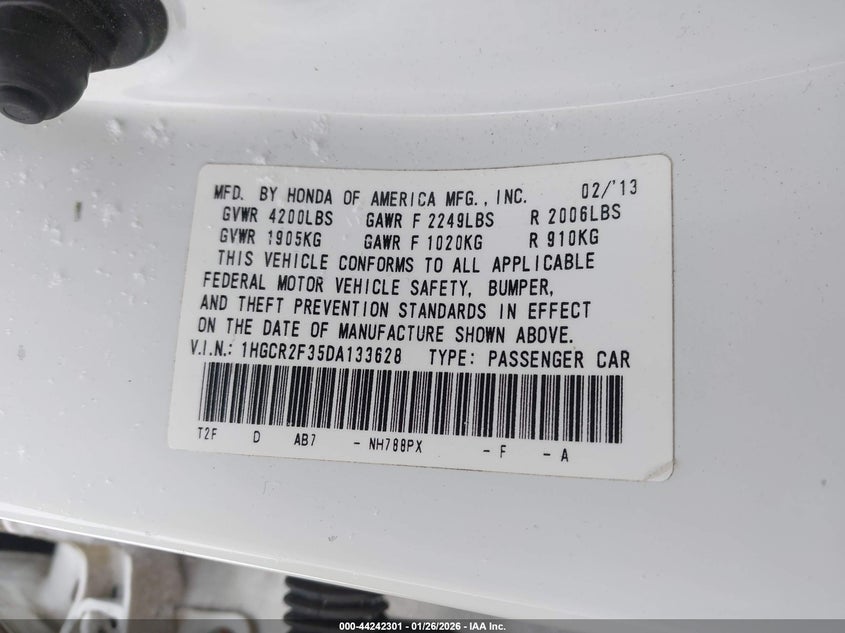 MFD. BY HONDA OF AMERICA MFG., INC. 02/'13
GVWR 4200LBS GAWR F 2249LBS R 2006LBS
GVWR 1905KG GAWR F 1020KG R 910KG
THIS VEHICLE CONFORMS TO ALL APPLICABLE
FEDERAL MOTOR VEHICLE SAFETY, BUMPER,
AND THEFT PREVENTION STANDARDS IN EFFECT
ON THE DATE OF MANUFACTURE SHOWN ABOVE.
V.I.N.: 1HGCR2F35DA133628 TYPE: PASSENGER CAR
T2F D AB7 - NH788PX - F - A
000-44242301 - 01/26/2026 - IAA Inc.